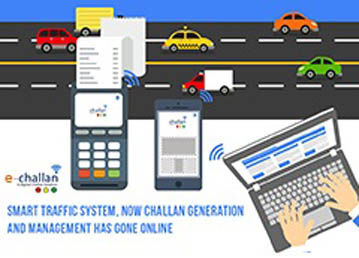 challan
challan
e-challan
SMART TRAFFIC SYSTEM, NOW CHALLAN GENERATION
AND MANAGEMENT HAS GONE ONLINE